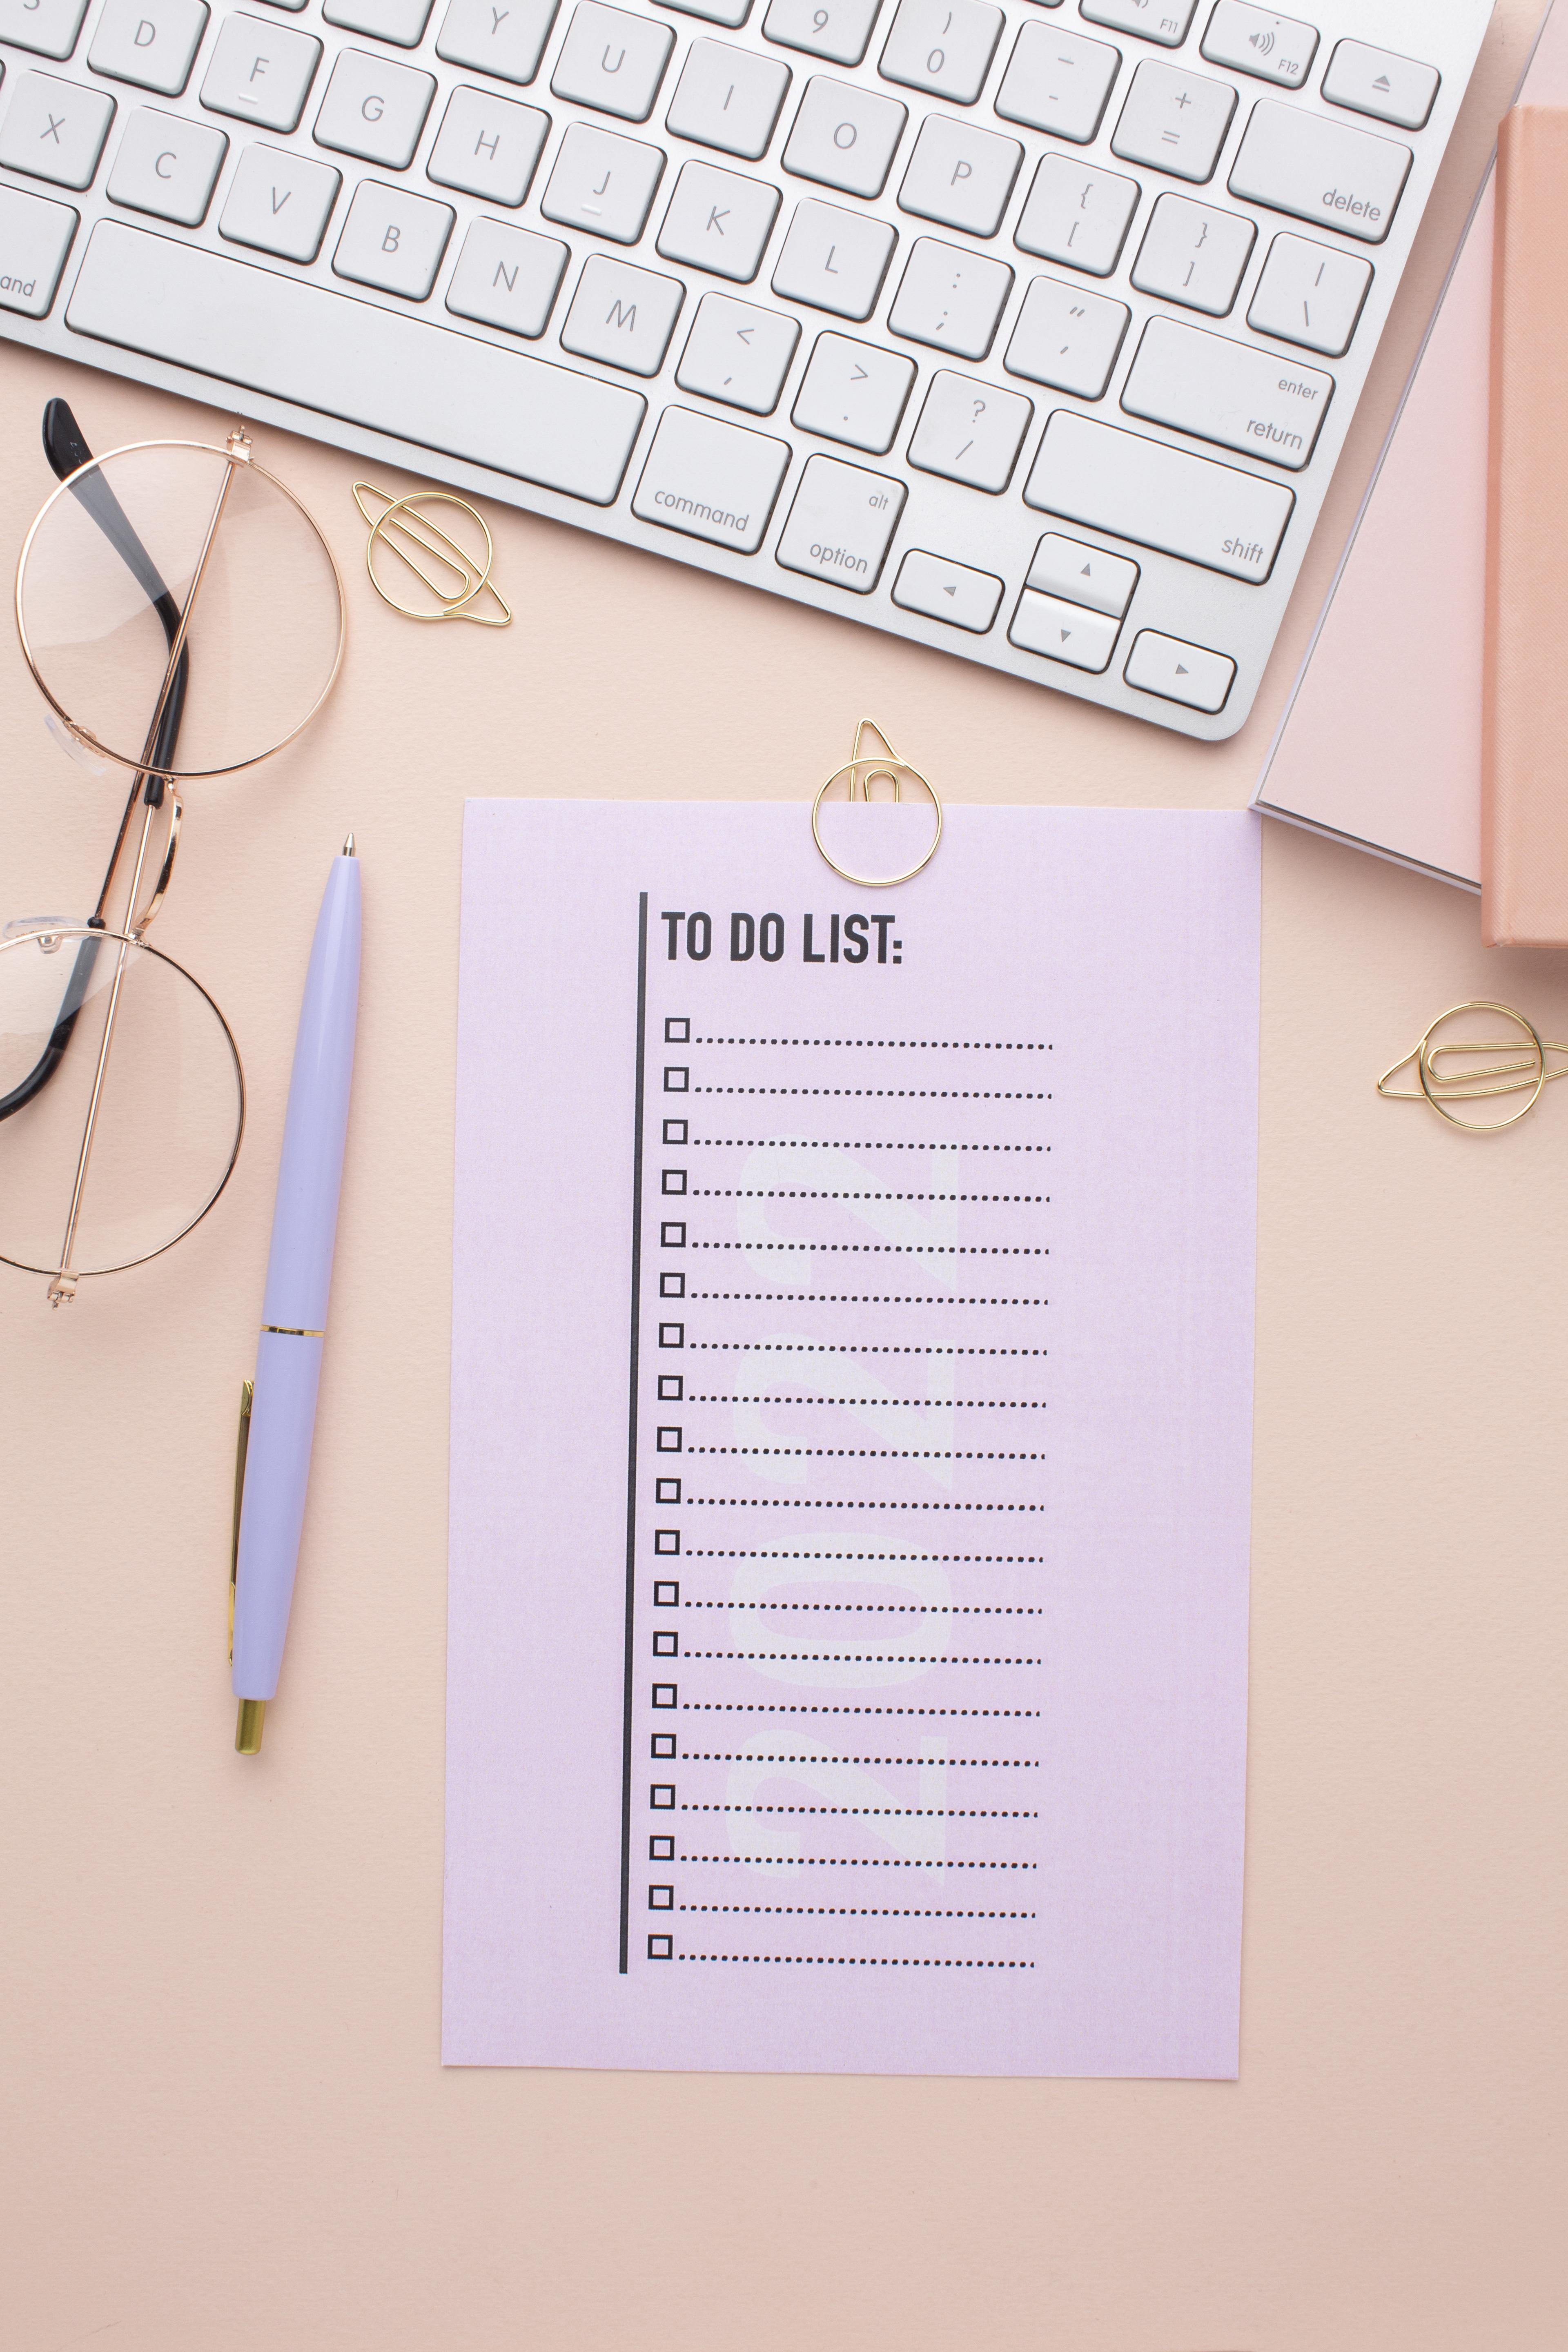 D F Y U I 9 ) 0 _ - F11 F12
X C G H J O P + = delete
V B K L { [ } ] | \
and N M : ; " ' enter return
< , > . ? / shift
command alt option
TO DO LIST:
2022